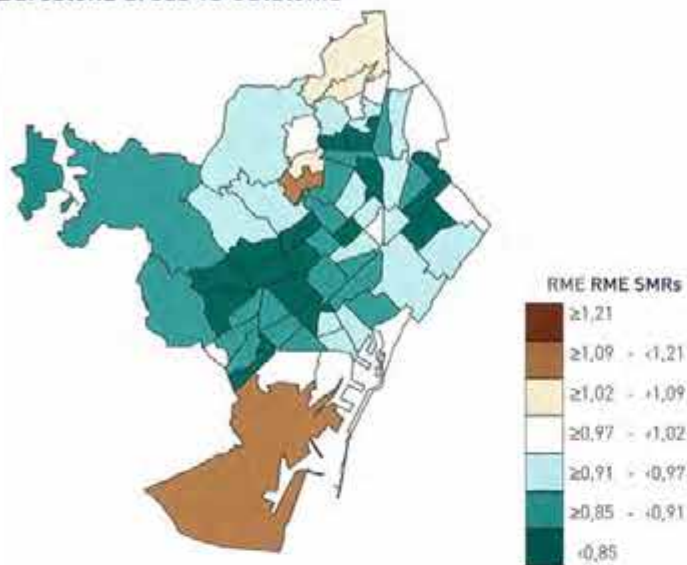 RME RME SMRs
≥1,21
≥1,09 - <1,21
≥1,02 - <1,09
≥0,97 - <1,02
≥0,91 - <0,97
≥0,85 - <0,91
<0,85